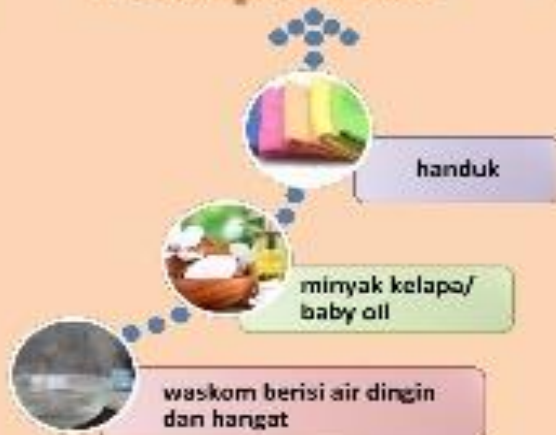 handuk
minyak kelapa/
baby oil
waskom berisi air dingin
dan hangat